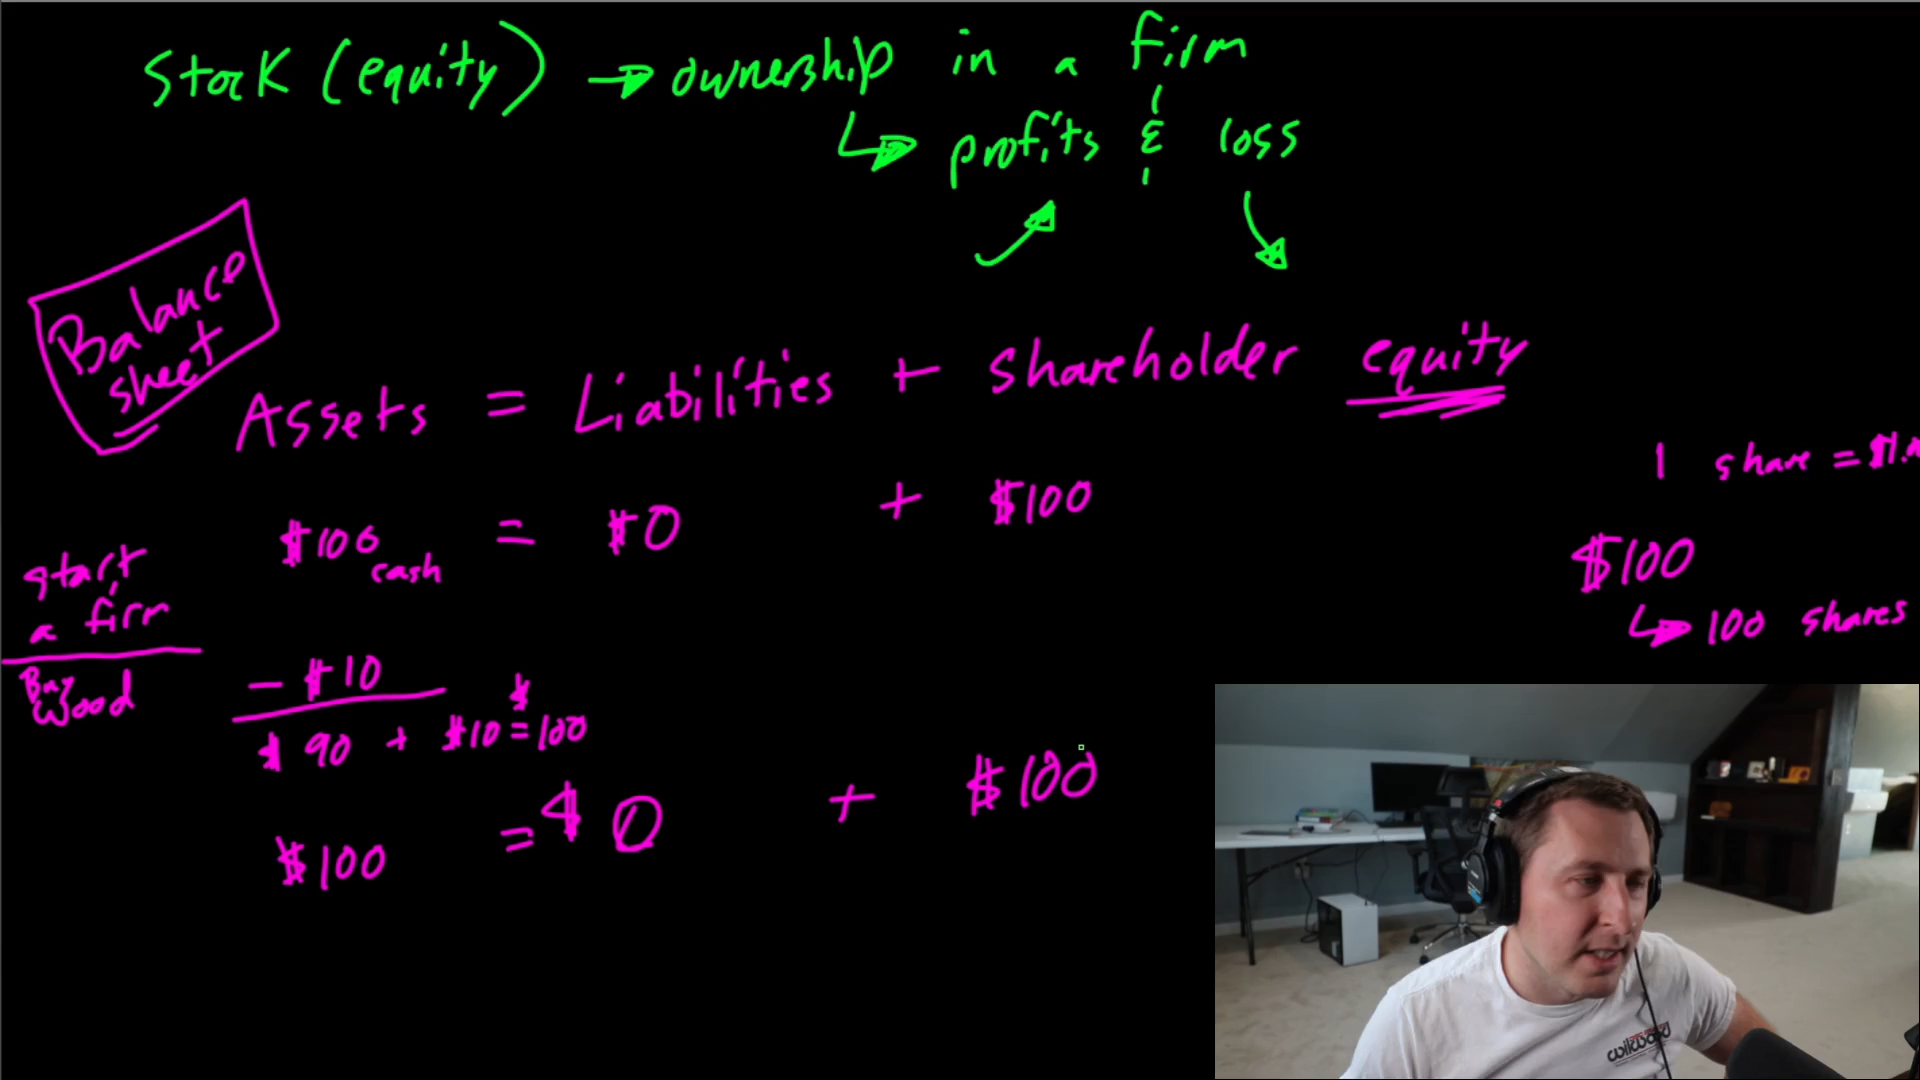 Stock (equity) → ownership in a firm
↳ profits & loss
Balance
sheet
Assets = Liabilities + shareholder equity
1 share =
$100 cash = $0 + $100
$100
↳ 100 shares
start
a firm
Buy
wood
- $10
$90 + $10 = $100
$100 = $0 + $100